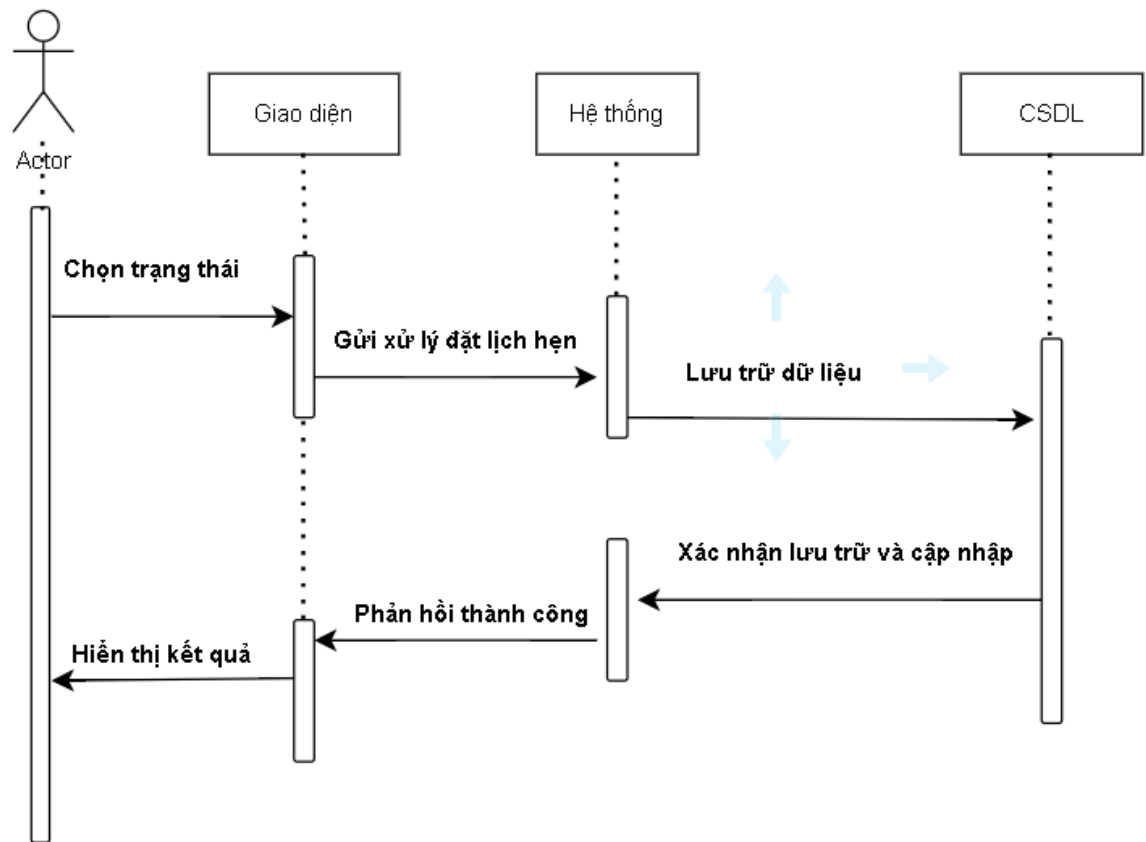 Actor
Giao diện
Hệ thống
CSDL
Chọn trạng thái
Gửi xử lý đặt lịch hẹn
Lưu trữ dữ liệu
Xác nhận lưu trữ và cập nhập
Phản hồi thành công
Hiển thị kết quả